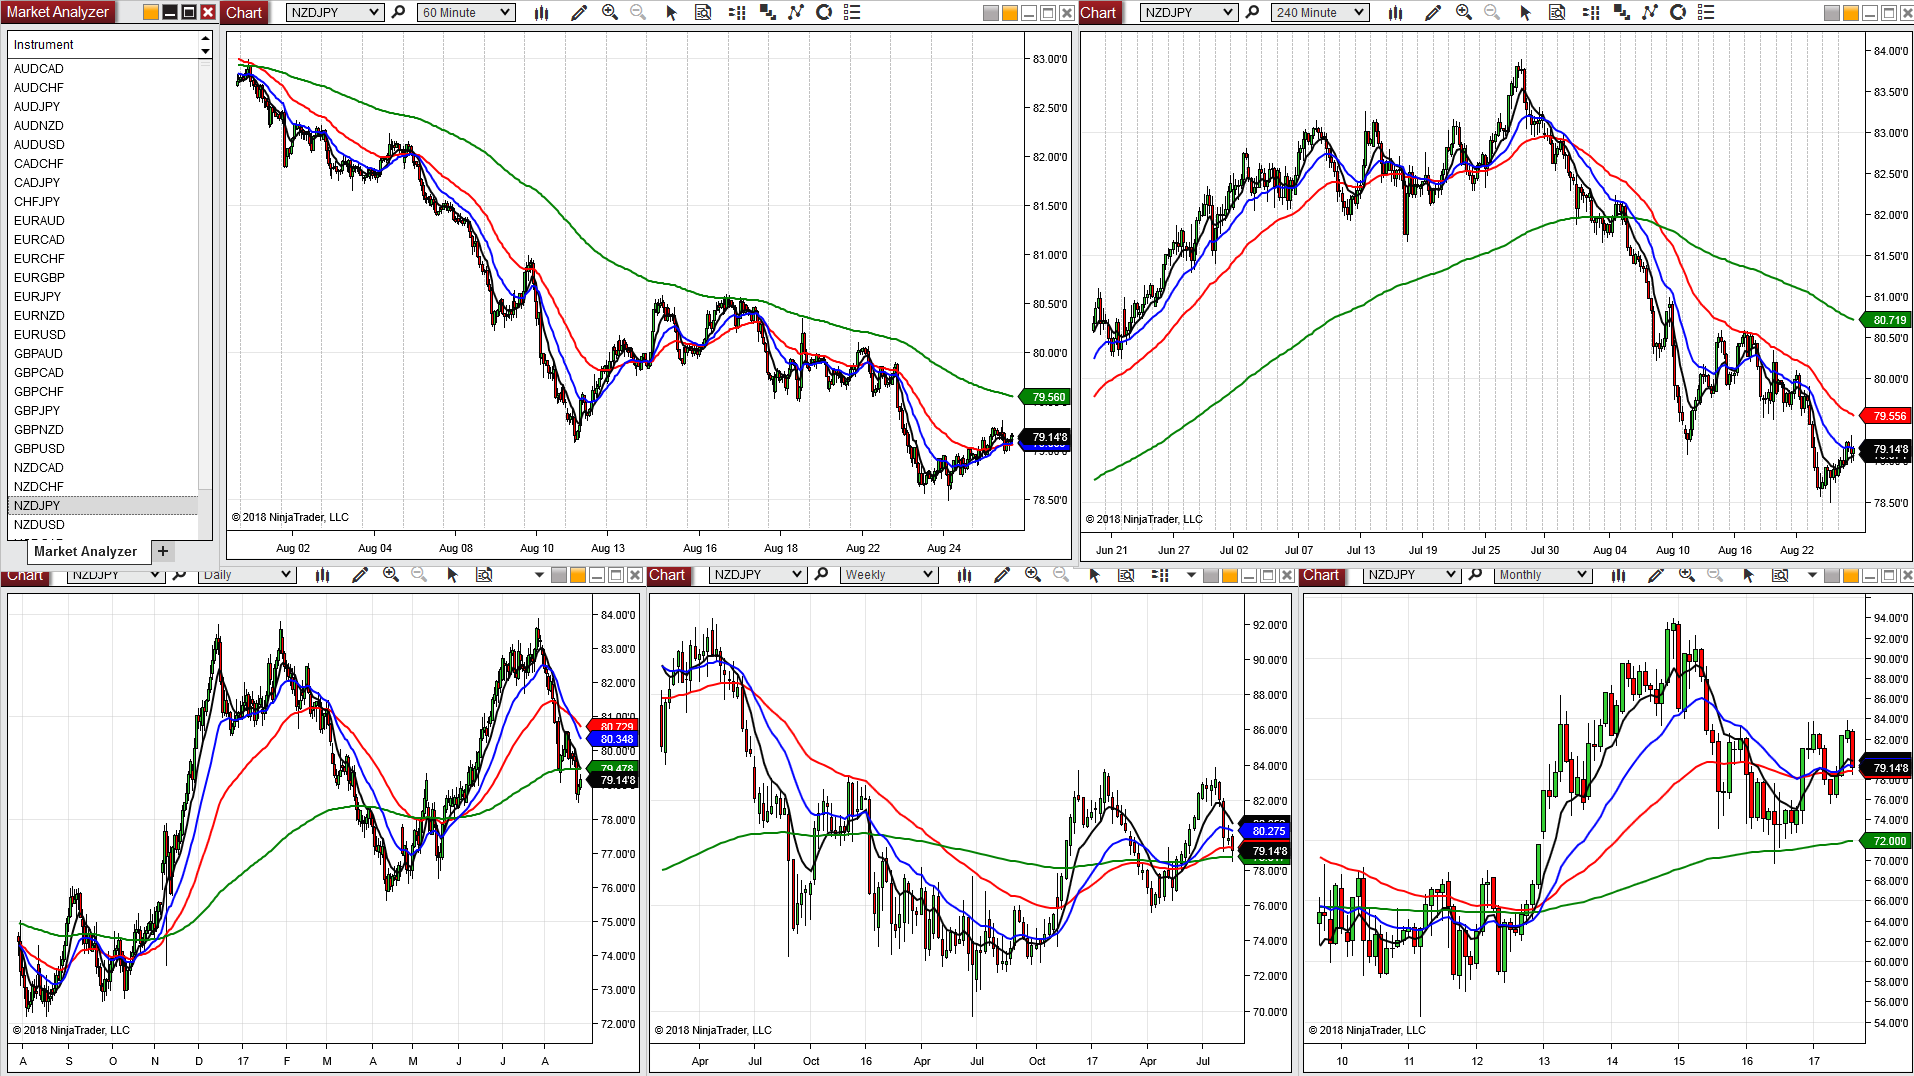 Market Analyzer
Instrument
AUDCAD
AUDCHF
AUDJPY
AUDNZD
AUDUSD
CADCHF
CADJPY
CHFJPY
EURAUD
EURCAD
EURCHF
EURGBP
EURJPY
EURNZD
EURUSD
GBPAUD
GBPCAD
GBPCHF
GBPJPY
GBPNZD
GBPUSD
NZDCAD
NZDCHF
NZDJPY
NZDUSD
Market Analyzer +
Chart NZDJPY 60 Minute
83.00'0
82.50'0
82.00'0
81.50'0
81.00'0
80.50'0
80.00'0
79.560
79.14'8
78.50'0
© 2018 NinjaTrader, LLC
Aug 02 Aug 04 Aug 08 Aug 10 Aug 13 Aug 16 Aug 18 Aug 22 Aug 24
Chart NZDJPY 240 Minute
84.00'0
83.50'0
83.00'0
82.50'0
82.00'0
81.50'0
81.00'0
80.719
80.50'0
80.00'0
79.556
79.14'8
78.50'0
© 2018 NinjaTrader, LLC
Jun 21 Jun 27 Jul 02 Jul 07 Jul 13 Jul 19 Jul 25 Jul 30 Aug 04 Aug 10 Aug 16 Aug 22
Chart NZDJPY Daily
84.00'0
83.00'0
82.00'0
81.00'0
80.729
80.348
80.00'0
79.478
79.14'8
78.00'0
77.00'0
76.00'0
75.00'0
74.00'0
73.00'0
72.00'0
© 2018 NinjaTrader, LLC
A S O N D 17 F M A M J J A
Chart NZDJPY Weekly
92.00'0
90.00'0
88.00'0
86.00'0
84.00'0
82.00'0
80.275
79.14'8
78.00'0
76.00'0
74.00'0
72.00'0
70.00'0
© 2018 NinjaTrader, LLC
Apr Jul Oct 16 Apr Jul Oct 17 Apr Jul
Chart NZDJPY Monthly
94.00'0
92.00'0
90.00'0
88.00'0
86.00'0
84.00'0
82.00'0
79.14'8
78.00'0
76.00'0
74.00'0
72.000
70.00'0
68.00'0
66.00'0
64.00'0
62.00'0
60.00'0
58.00'0
56.00'0
54.00'0
© 2018 NinjaTrader, LLC
10 11 12 13 14 15 16 17